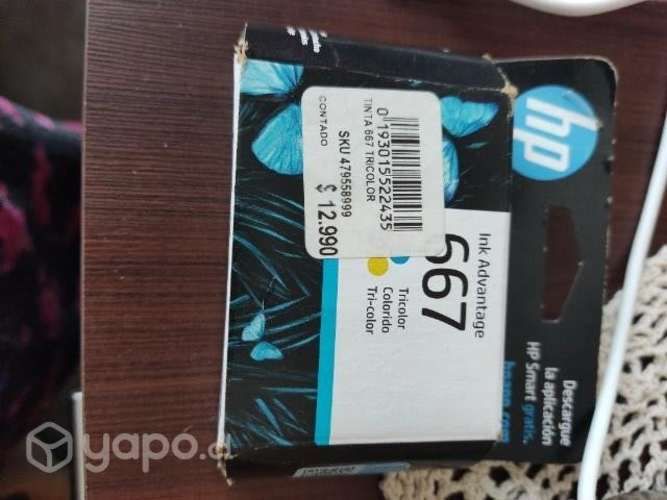 hp
Descargue
la aplicación
HP Smart gratis.
Ink Advantage
667
Tricolor
Colorido
Tri-color
0193015522435
TINTA 667 TRICOLOR
SKU 479558999
CONTADO
$ 12.990
yapo.cl